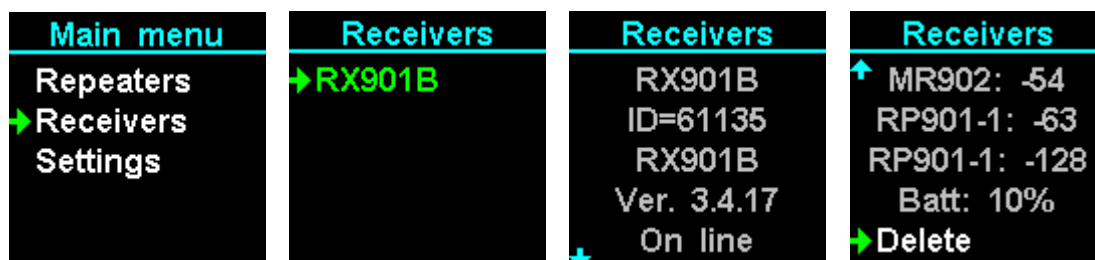 Main menu
Repeaters
Receivers
Settings
Receivers
RX901B
Receivers
RX901B
ID=61135
RX901B
Ver. 3.4.17
On line
Receivers
MR902: -54
RP901-1: -63
RP901-1: -128
Batt: 10%
Delete